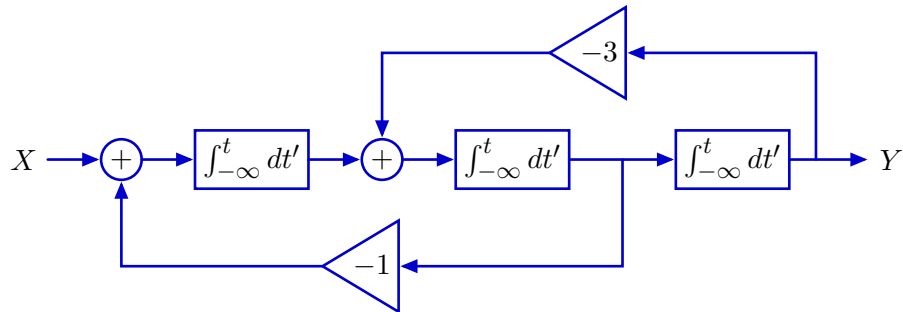 −3
X + ∫_{−∞}^{t} dt′ + ∫_{−∞}^{t} dt′ ∫_{−∞}^{t} dt′ Y
−1